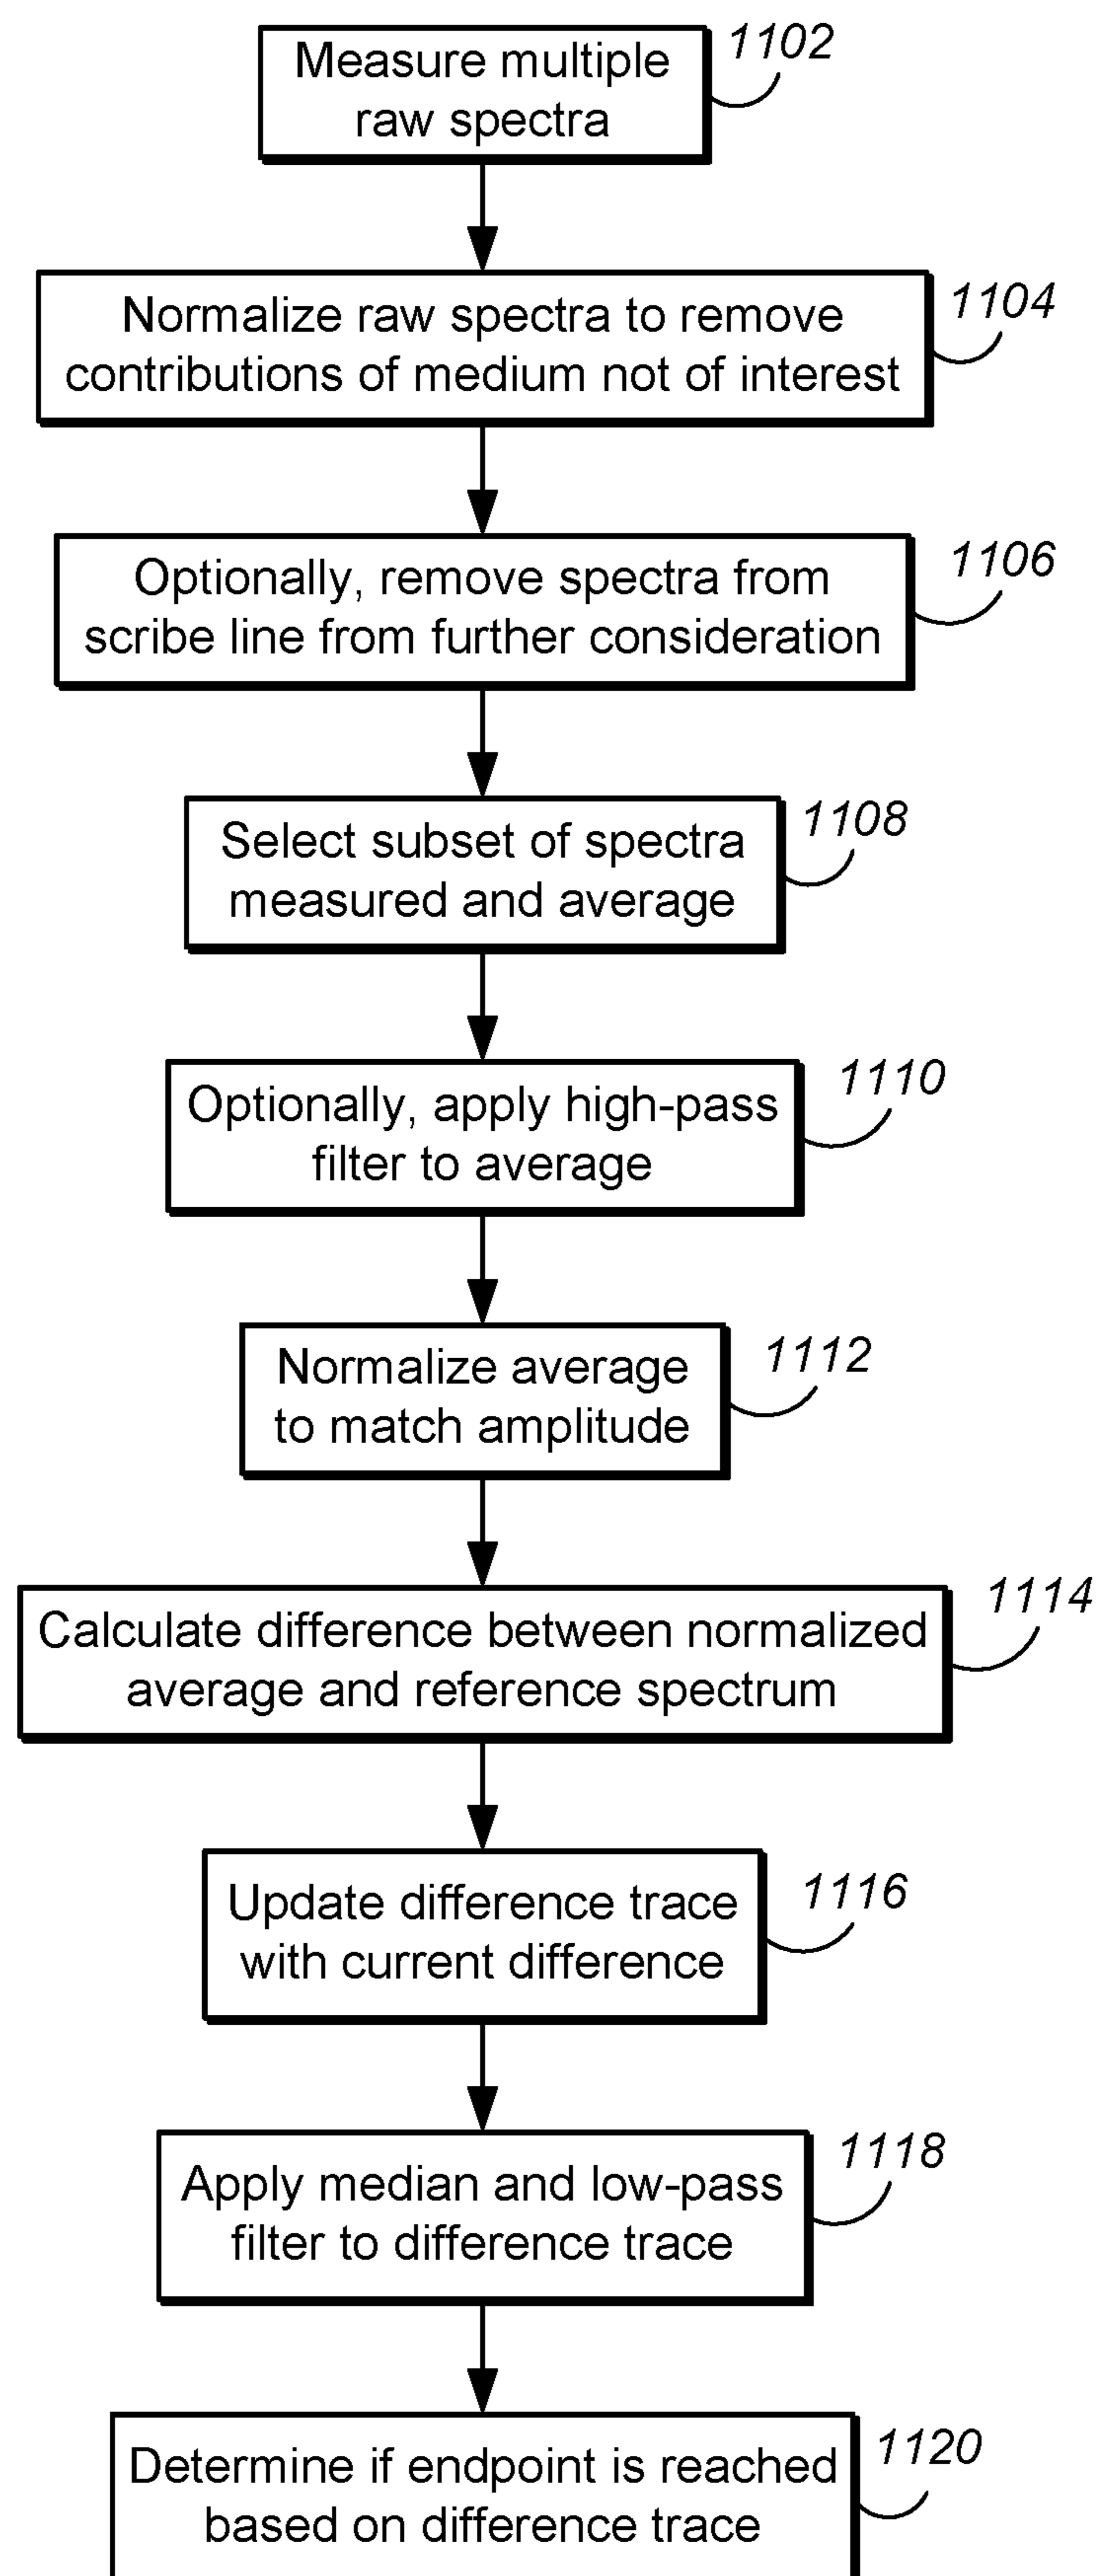 Measure multiple
raw spectra
1102
Normalize raw spectra to remove
contributions of medium not of interest
1104
Optionally, remove spectra from
scribe line from further consideration
1106
Select subset of spectra
measured and average
1108
Optionally, apply high-pass
filter to average
1110
Normalize average
to match amplitude
1112
Calculate difference between normalized
average and reference spectrum
1114
Update difference trace
with current difference
1116
Apply median and low-pass
filter to difference trace
1118
Determine if endpoint is reached
based on difference trace
1120